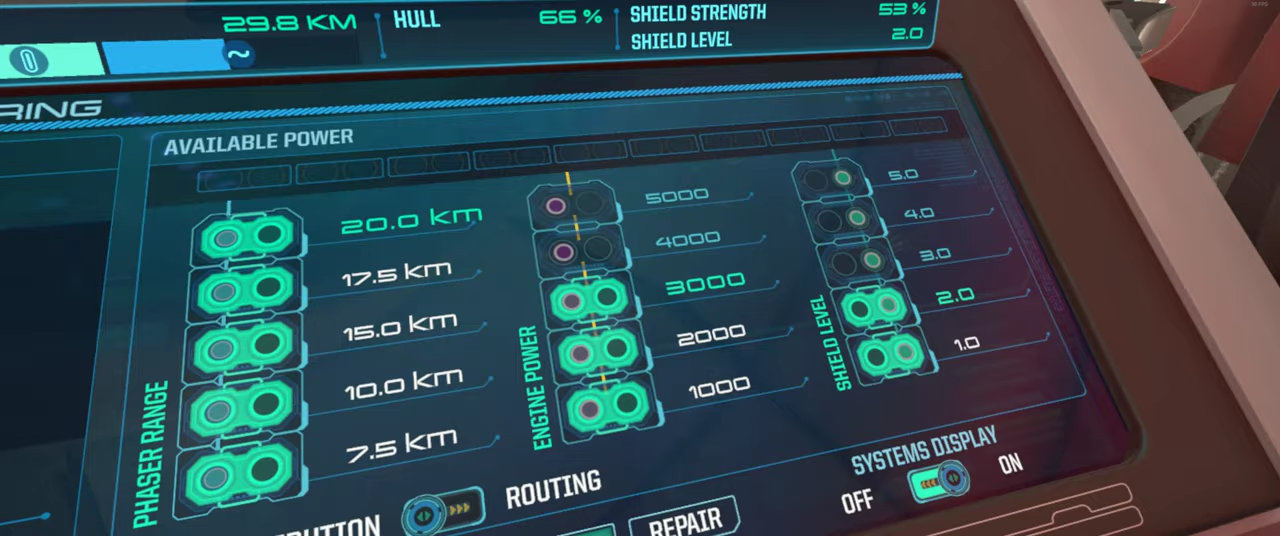 29.8 KM
HULL
66 %
SHIELD STRENGTH
53 %
SHIELD LEVEL
2.0
RING
AVAILABLE POWER
PHASER RANGE
20.0 KM
17.5 KM
15.0 KM
10.0 KM
7.5 KM
ENGINE POWER
5000
4000
3000
2000
1000
SHIELD LEVEL
5.0
4.0
3.0
2.0
1.0
BUTION
ROUTING
REPAIR
SYSTEMS DISPLAY
OFF
ON